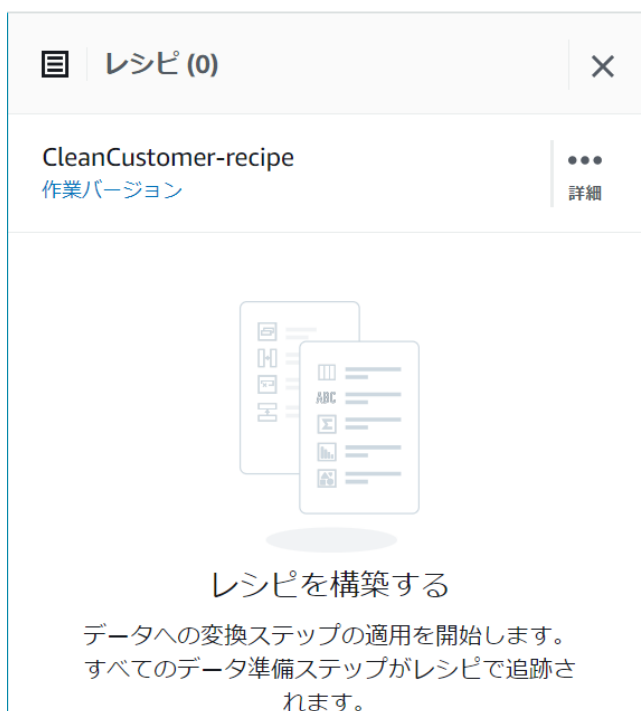 レシピ (0)
CleanCustomer-recipe
作業バージョン
詳細
ABC
レシピを構築する
データへの変換ステップの適用を開始します。
すべてのデータ準備ステップがレシピで追跡さ
れます。